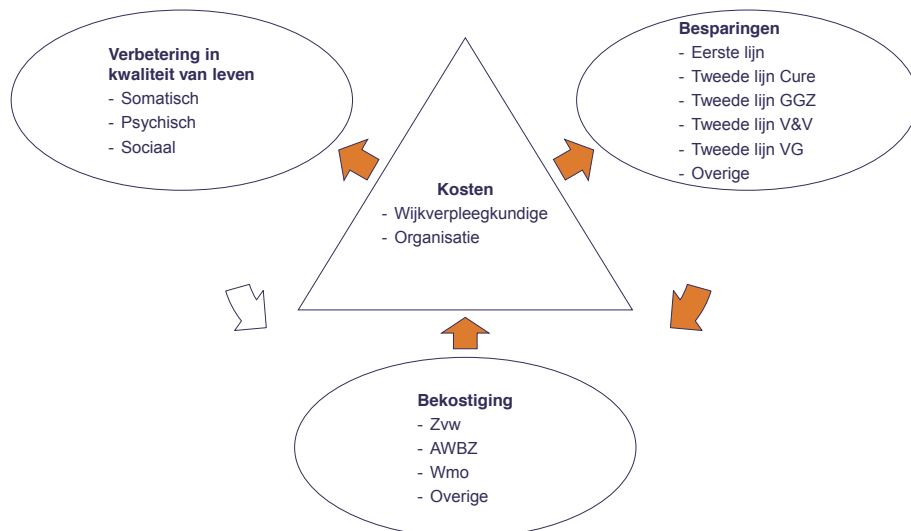 Verbetering in
kwaliteit van leven
- Somatisch
- Psychisch
- Sociaal
Besparingen
- Eerste lijn
- Tweede lijn Cure
- Tweede lijn GGZ
- Tweede lijn V&V
- Tweede lijn VG
- Overige
Kosten
- Wijkverpleegkundige
- Organisatie
Bekostiging
- Zvw
- AWBZ
- Wmo
- Overige